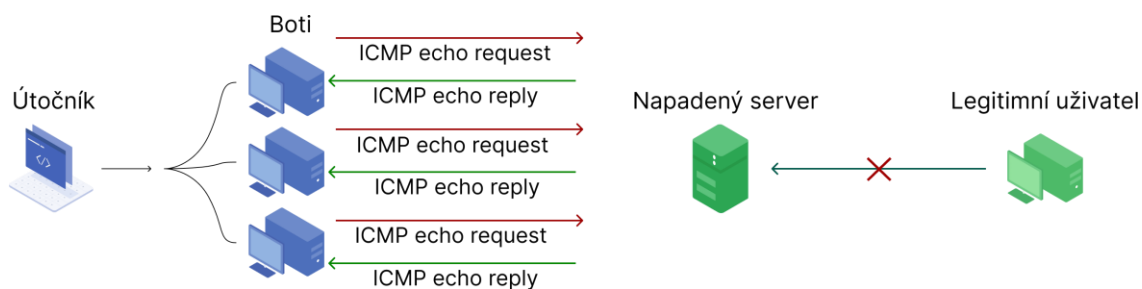 Boti
ICMP echo request
ICMP echo reply
Útočník
Napadený server
Legitimní uživatel
ICMP echo request
ICMP echo reply
ICMP echo request
ICMP echo reply